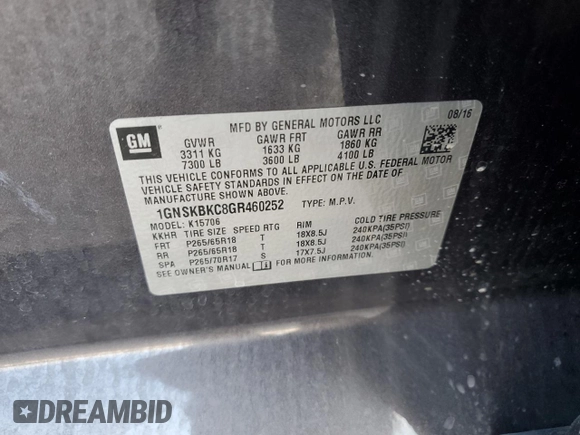 GM
MFD BY GENERAL MOTORS LLC
08/16
GVWR GAWR FRT GAWR RR
3311 KG 1633 KG 1860 KG
7300 LB 3600 LB 4100 LB
THIS VEHICLE CONFORMS TO ALL APPLICABLE U.S. FEDERAL MOTOR
VEHICLE SAFETY STANDARDS IN EFFECT ON THE DATE OF
MANUFACTURE SHOWN ABOVE.
1GNSKBKC8GR460252 TYPE: M.P.V.
MODEL: K15706
KKHR TIRE SIZE SPEED RTG RIM COLD TIRE PRESSURE
FRT P265/65R18 T 18X8.5J 240KPA(35PSI)
RR P265/65R18 T 18X8.5J 240KPA(35PSI)
SPA P265/70R17 S 17X7.5J 240KPA(35PSI)
SEE OWNER'S MANUAL FOR MORE INFORMATION.
DREAMBID